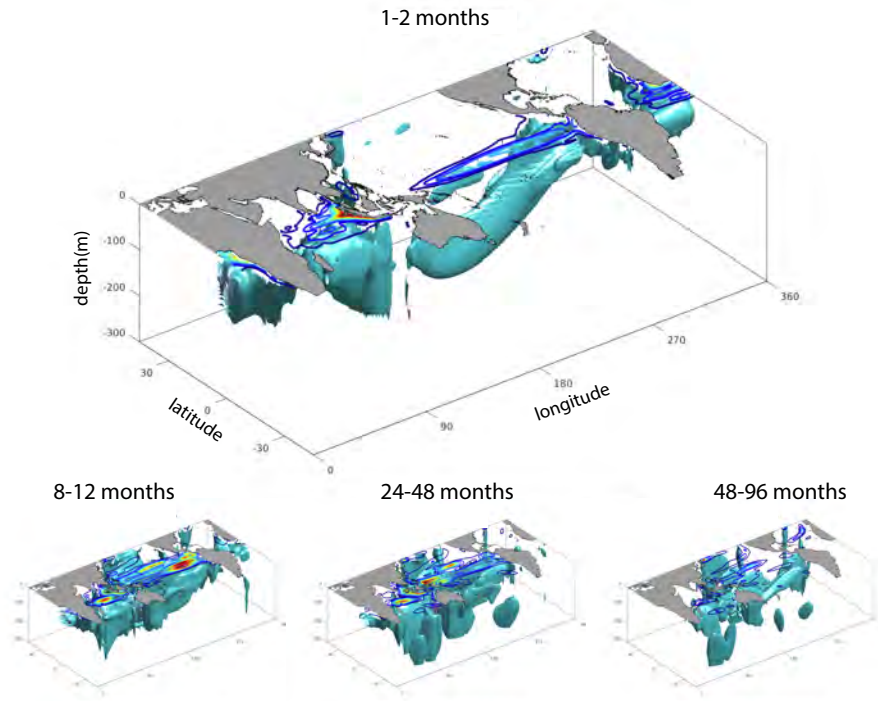 1-2 months
0
-100
-200
-300
depth(m)
30
0
-30
latitude
0
90
180
270
360
longitude
8-12 months
24-48 months
48-96 months